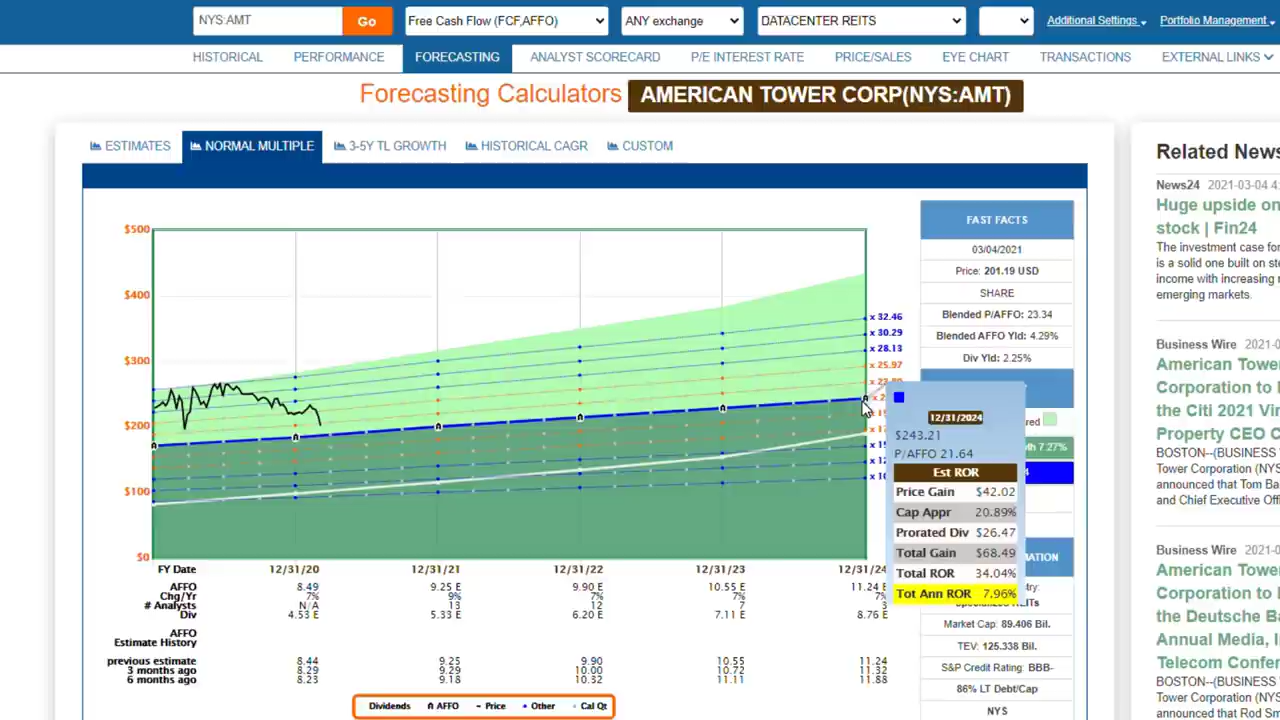 NYS:AMT Go Free Cash Flow (FCF,AFFO) ANY exchange DATACENTER REITS Additional Settings Portfolio Management
HISTORICAL PERFORMANCE FORECASTING ANALYST SCORECARD P/E INTEREST RATE PRICE/SALES EYE CHART TRANSACTIONS EXTERNAL LINKS
Forecasting Calculators AMERICAN TOWER CORP(NYS:AMT)
ESTIMATES NORMAL MULTIPLE 3-5Y TL GROWTH HISTORICAL CAGR CUSTOM
$500
$400
$300
$200
$100
$0
x 32.46
x 30.29
x 28.13
x 25.97
12/31/2024
$243.21
P/AFFO 21.64
Est ROR
Price Gain $42.02
Cap Appr 20.89%
Prorated Div $26.47
Total Gain $68.49
Total ROR 34.04%
Tot Ann ROR 7.96%
FY Date 12/31/20 12/31/21 12/31/22 12/31/23 12/31/24
AFFO 8.49 9.25 E 9.90 E 10.55 E 11.24 E
Chg/Yr 7% 9% 7% 7% 7%
# Analysts N/A 13 12 7 3
Div 4.53 E 5.33 E 6.20 E 7.11 E 8.76 E
AFFO
Estimate History
previous estimate 8.44 9.25 9.90 10.55 11.24
3 months ago 8.29 9.29 10.00 10.72 11.32
6 months ago 8.23 9.18 10.32 11.11 11.88
Dividends AFFO Price Other Cal Qt
FAST FACTS
03/04/2021
Price: 201.19 USD
SHARE
Blended P/AFFO: 23.34
Blended AFFO Yld: 4.29%
Div Yld: 2.25%
red
th 7.27%
4
ATION
try:
Specialized REITs
Market Cap: 89.406 Bil.
TEV: 125.338 Bil.
S&P Credit Rating: BBB-
86% LT Debt/Cap
NYS
Related News
News24 2021-03-04 4:
Huge upside on
stock | Fin24
The investment case for
is a solid one built on ste
income with increasing
emerging markets.
Business Wire 2021-0
American Tower
Corporation to
the Citi 2021 Vir
Property CEO C
BOSTON--(BUSINESS
Tower Corporation (NYS
announced that Tom Ba
and Chief Executive Offi
Business Wire 2021-0
American Tower
Corporation to
the Deutsche Ba
Annual Media, I
Telecom Confer
BOSTON--(BUSINESS
Tower Corporation (NYS
announced that Rod Sm